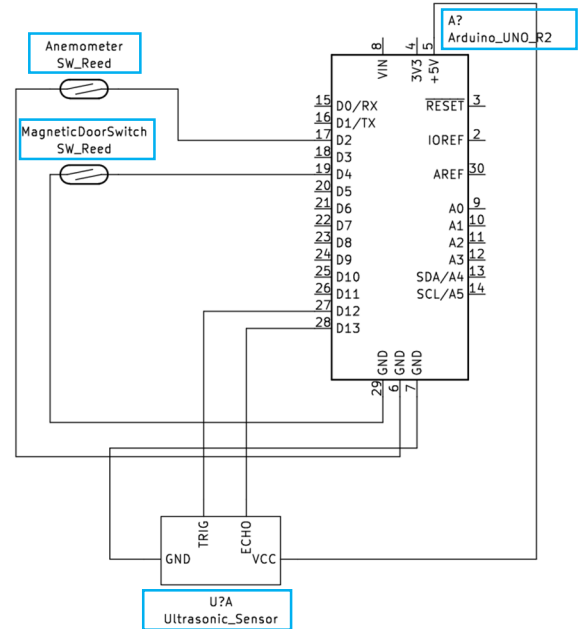 Anemometer
SW_Reed
MagneticDoorSwitch
SW_Reed
A?
Arduino_UNO_R2
8
VIN
4
3V3
5
+5V
15 D0/RX
16 D1/TX
17 D2
18 D3
19 D4
20 D5
21 D6
22 D7
23 D8
24 D9
25 D10
26 D11
27 D12
28 D13
RESET 3
IOREF 2
AREF 30
A0 9
A1 10
A2 11
A3 12
SDA/A4 13
SCL/A5 14
GND
29
GND
6
GND
7
TRIG
ECHO
GND
VCC
U?A
Ultrasonic_Sensor